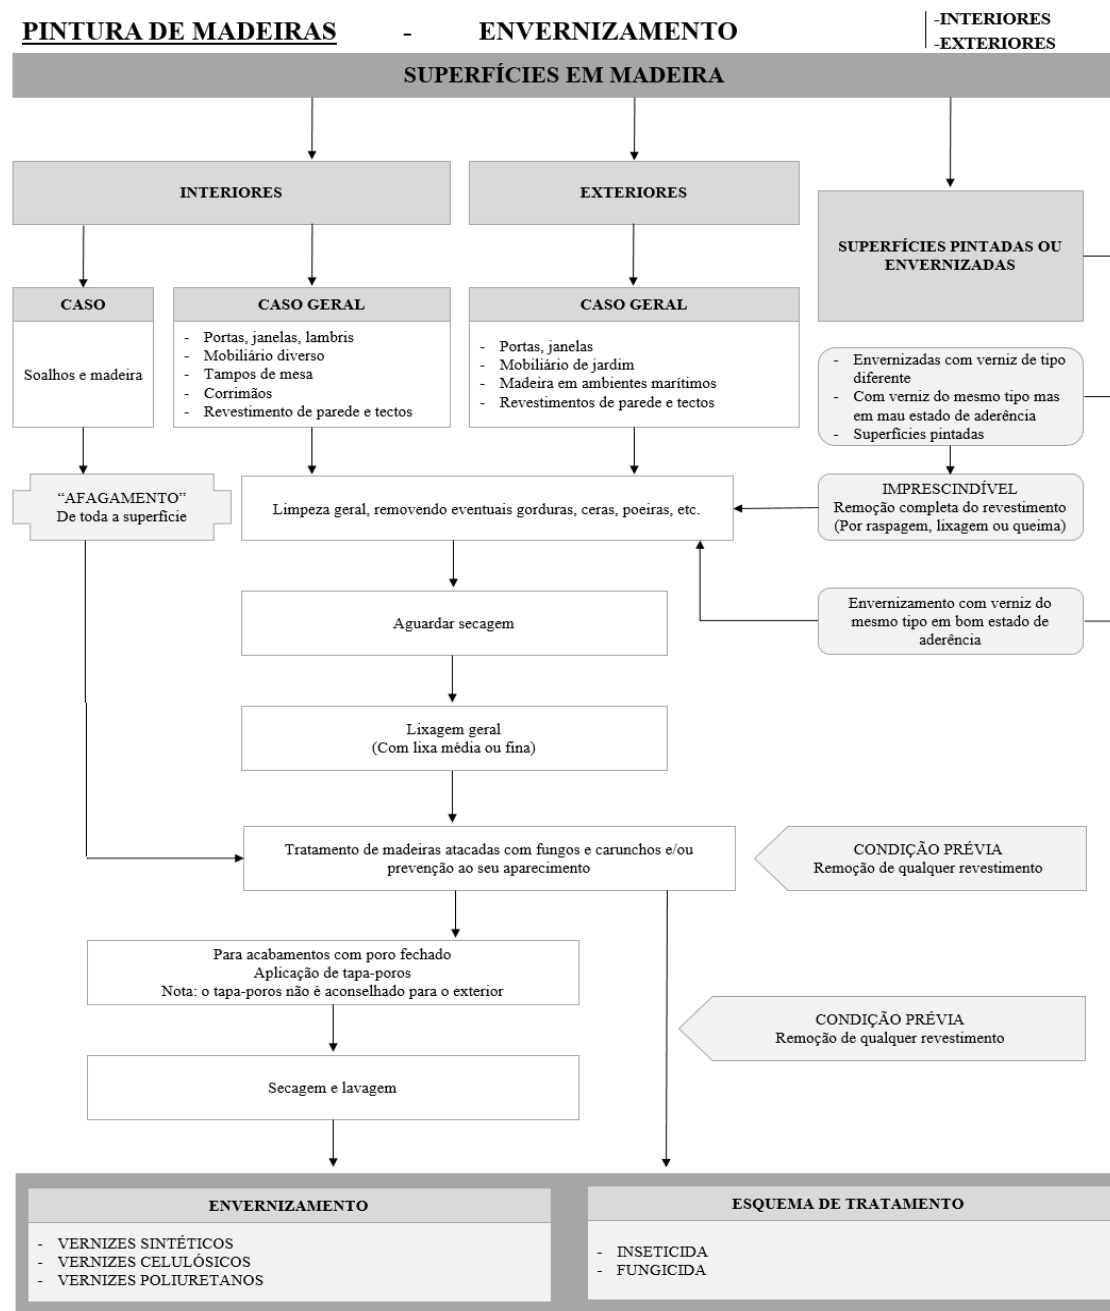 PINTURA DE MADEIRAS - ENVERNIZAMENTO
-INTERIORES
-EXTERIORES
SUPERFÍCIES EM MADEIRA
INTERIORES
EXTERIORES
SUPERFÍCIES PINTADAS OU
ENVERNIZADAS
CASO
Soalhos e madeira
CASO GERAL
- Portas, janelas, lambris
- Mobiliário diverso
- Tampos de mesa
- Corrimãos
- Revestimento de parede e tectos
CASO GERAL
- Portas, janelas
- Mobiliário de jardim
- Madeira em ambientes marítimos
- Revestimentos de parede e tectos
- Envernizadas com verniz de tipo
diferente
- Com verniz do mesmo tipo mas
em mau estado de aderência
- Superfícies pintadas
“AFAGAMENTO”
De toda a superfície
Limpeza geral, removendo eventuais gorduras, ceras, poeiras, etc.
IMPRESCINDÍVEL
Remoção completa do revestimento
(Por raspagem, lixagem ou queima)
Aguardar secagem
Envernizamento com verniz do
mesmo tipo em bom estado de
aderência
Lixagem geral
(Com lixa média ou fina)
Tratamento de madeiras atacadas com fungos e carunchos e/ou
prevenção ao seu aparecimento
CONDIÇÃO PRÉVIA
Remoção de qualquer revestimento
Para acabamentos com poro fechado
Aplicação de tapa-poros
Nota: o tapa-poros não é aconselhado para o exterior
CONDIÇÃO PRÉVIA
Remoção de qualquer revestimento
Secagem e lavagem
ENVERNIZAMENTO
- VERNIZES SINTÉTICOS
- VERNIZES CELULÓSICOS
- VERNIZES POLIURETANOS
ESQUEMA DE TRATAMENTO
- INSETICIDA
- FUNGICIDA